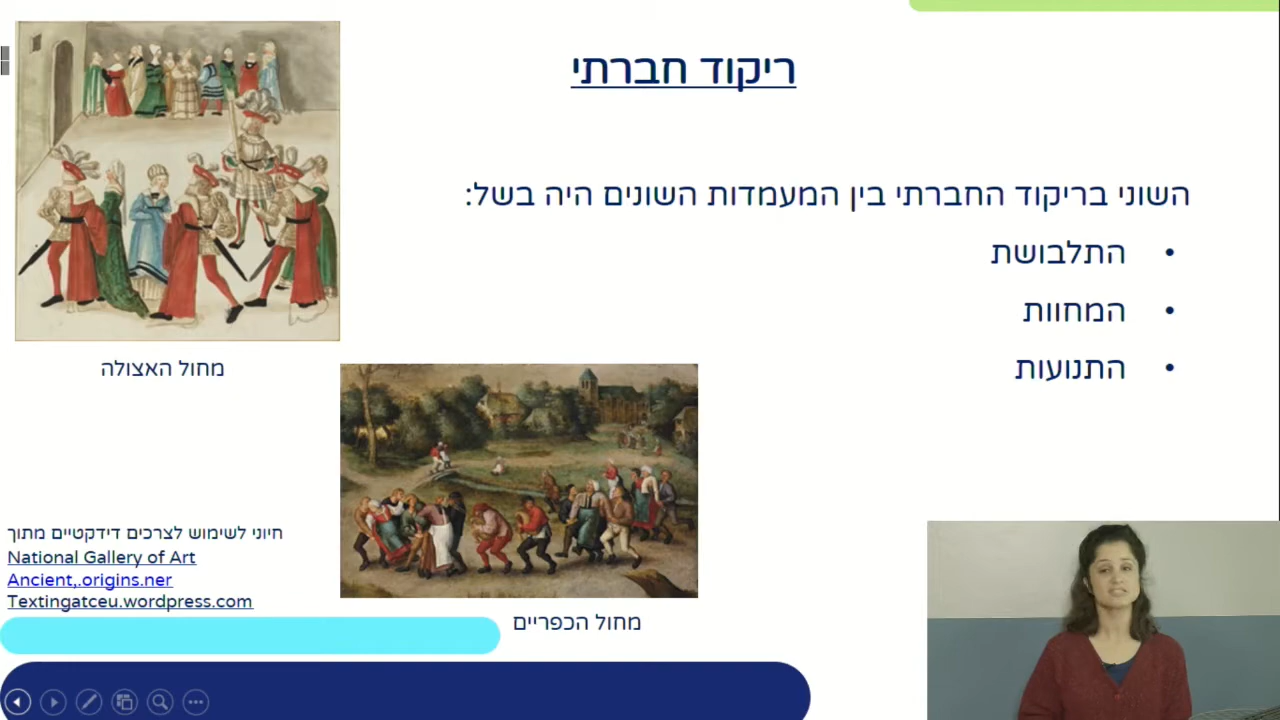 ריקוד חברתי
השוני בריקוד החברתי בין המעמדות השונים היה בשל:
• התלבושת
• המחוות
• התנועות
מחול האצולה
מחול הכפריים
חיוני לשימוש לצרכים דידקטיים מתוך
National Gallery of Art
Ancient,.origins.ner
Textingatceu.wordpress.com